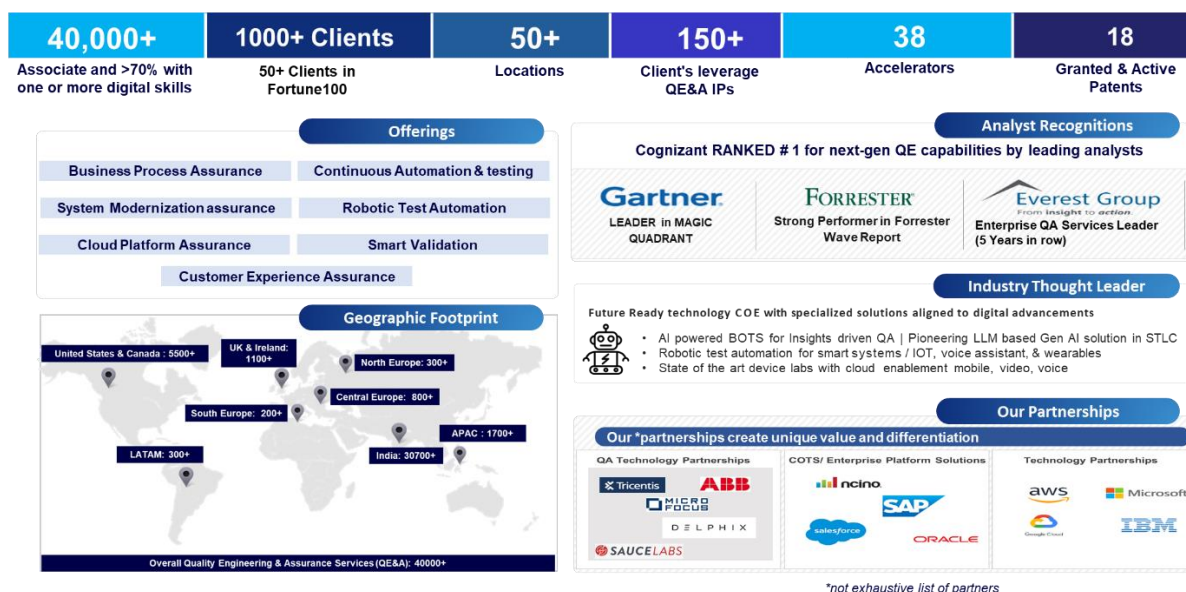 40,000+
Associate and >70% with
one or more digital skills
1000+ Clients
50+ Clients in
Fortune100
50+
Locations
150+
Client's leverage
QE&A IPs
38
Accelerators
18
Granted & Active
Patents
Offerings
Business Process Assurance
Continuous Automation & testing
System Modernization assurance
Robotic Test Automation
Cloud Platform Assurance
Smart Validation
Customer Experience Assurance
Geographic Footprint
United States & Canada : 5500+
UK & Ireland:
1100+
North Europe: 300+
Central Europe: 800+
South Europe: 200+
APAC : 1700+
LATAM: 300+
India: 30700+
Overall Quality Engineering & Assurance Services (QE&A): 40000+
Analyst Recognitions
Cognizant RANKED # 1 for next-gen QE capabilities by leading analysts
Gartner
LEADER in MAGIC
QUADRANT
FORRESTER
Strong Performer in Forrester
Wave Report
Everest Group
From insight to action.
Enterprise QA Services Leader
(5 Years in row)
Industry Thought Leader
Future Ready technology COE with specialized solutions aligned to digital advancements
• AI powered BOTS for Insights driven QA | Pioneering LLM based Gen AI solution in STLC
• Robotic test automation for smart systems / IOT, voice assistant, & wearables
• State of the art device labs with cloud enablement mobile, video, voice
Our Partnerships
Our *partnerships create unique value and differentiation
QA Technology Partnerships
Tricentis
ABB
MICRO
FOCUS
DELPHIX
SAUCELABS
COTS/ Enterprise Platform Solutions
ncino
SAP
salesforce
ORACLE
Technology Partnerships
aws
Microsoft
Google Cloud
IBM
*not exhaustive list of partners